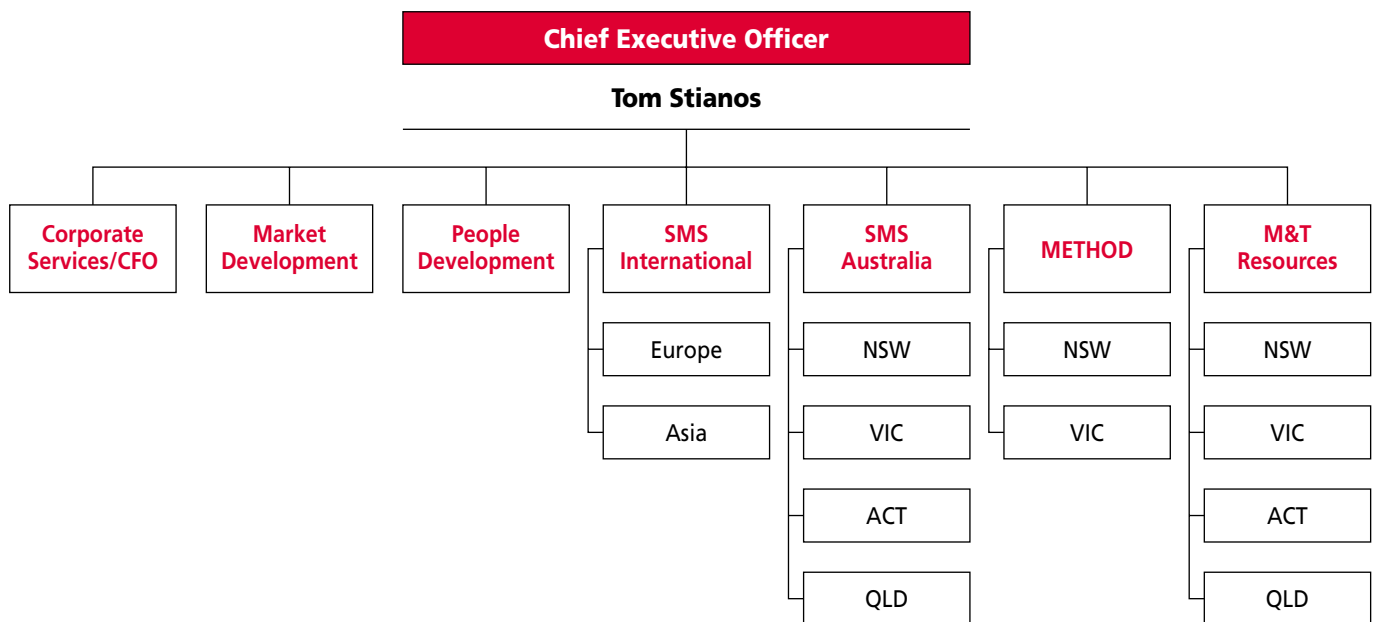 Chief Executive Officer
Tom Stianos
Corporate
Services/CFO
Market
Development
People
Development
SMS
International
SMS
Australia
METHOD
M&T
Resources
Europe
NSW
NSW
NSW
Asia
VIC
VIC
VIC
ACT
ACT
QLD
QLD